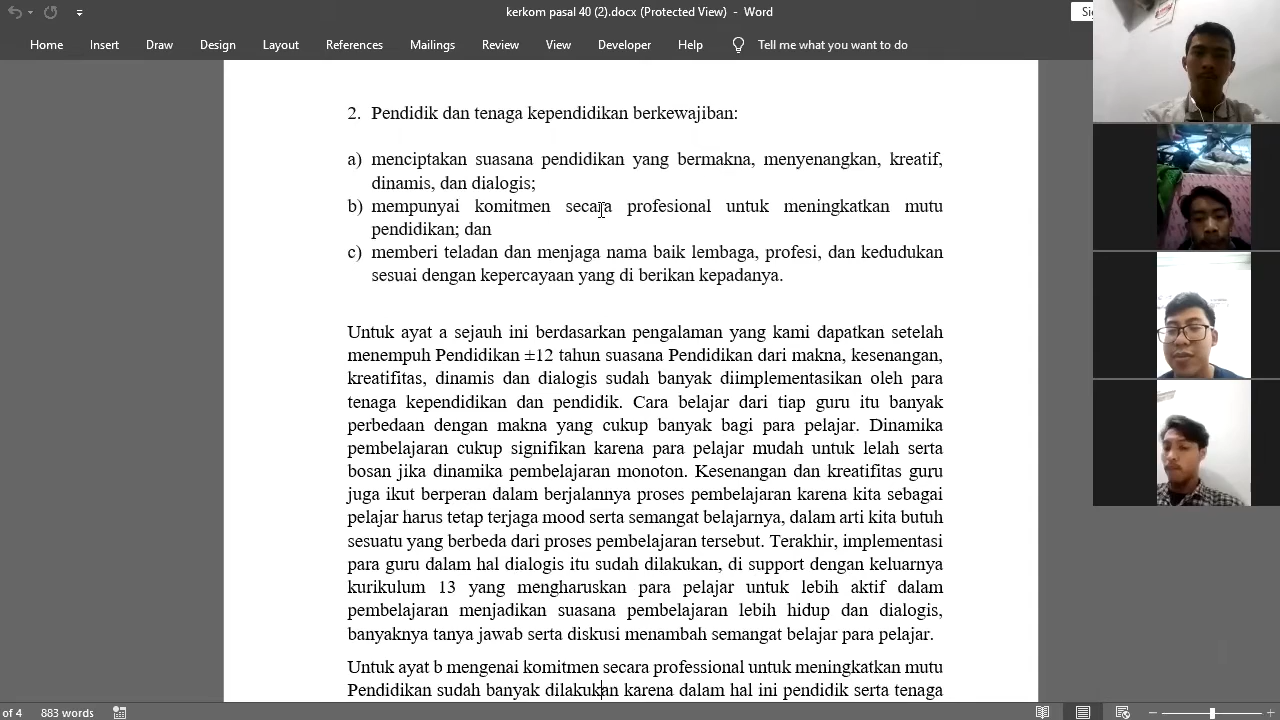 kerkom pasal 40 (2).docx (Protected View) - Word
Home Insert Draw Design Layout References Mailings Review View Developer Help Tell me what you want to do
2. Pendidik dan tenaga kependidikan berkewajiban:
a) menciptakan suasana pendidikan yang bermakna, menyenangkan, kreatif,
dinamis, dan dialogis;
b) mempunyai komitmen secara profesional untuk meningkatkan mutu
pendidikan; dan
c) memberi teladan dan menjaga nama baik lembaga, profesi, dan kedudukan
sesuai dengan kepercayaan yang di berikan kepadanya.
Untuk ayat a sejauh ini berdasarkan pengalaman yang kami dapatkan setelah
menempuh Pendidikan ±12 tahun suasana Pendidikan dari makna, kesenangan,
kreatifitas, dinamis dan dialogis sudah banyak diimplementasikan oleh para
tenaga kependidikan dan pendidik. Cara belajar dari tiap guru itu banyak
perbedaan dengan makna yang cukup banyak bagi para pelajar. Dinamika
pembelajaran cukup signifikan karena para pelajar mudah untuk lelah serta
bosan jika dinamika pembelajaran monoton. Kesenangan dan kreatifitas guru
juga ikut berperan dalam berjalannya proses pembelajaran karena kita sebagai
pelajar harus tetap terjaga mood serta semangat belajarnya, dalam arti kita butuh
sesuatu yang berbeda dari proses pembelajaran tersebut. Terakhir, implementasi
para guru dalam hal dialogis itu sudah dilakukan, di support dengan keluarnya
kurikulum 13 yang mengharuskan para pelajar untuk lebih aktif dalam
pembelajaran menjadikan suasana pembelajaran lebih hidup dan dialogis,
banyaknya tanya jawab serta diskusi menambah semangat belajar para pelajar.
Untuk ayat b mengenai komitmen secara professional untuk meningkatkan mutu
Pendidikan sudah banyak dilakukan karena dalam hal ini pendidik serta tenaga
of 4 883 words